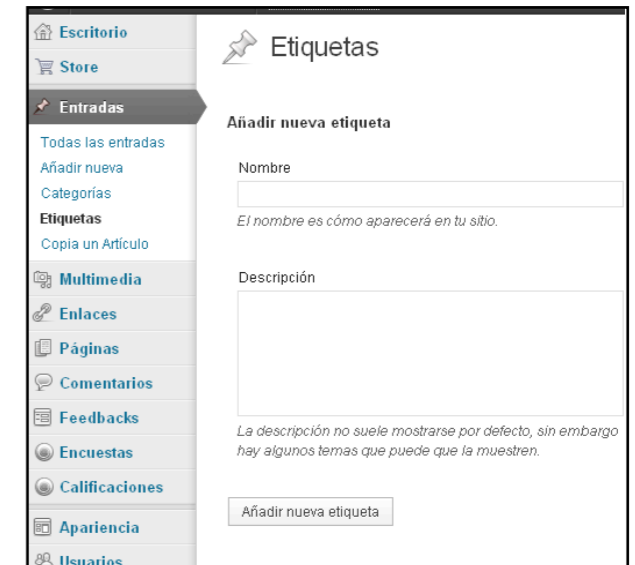 Escritorio
Store
Entradas
Todas las entradas
Añadir nueva
Categorías
Etiquetas
Copia un Artículo
Multimedia
Enlaces
Páginas
Comentarios
Feedbacks
Encuestas
Calificaciones
Apariencia
Usuarios
Etiquetas
Añadir nueva etiqueta
Nombre
El nombre es cómo aparecerá en tu sitio.
Descripción
La descripción no suele mostrarse por defecto, sin embargo
hay algunos temas que puede que la muestren.
Añadir nueva etiqueta